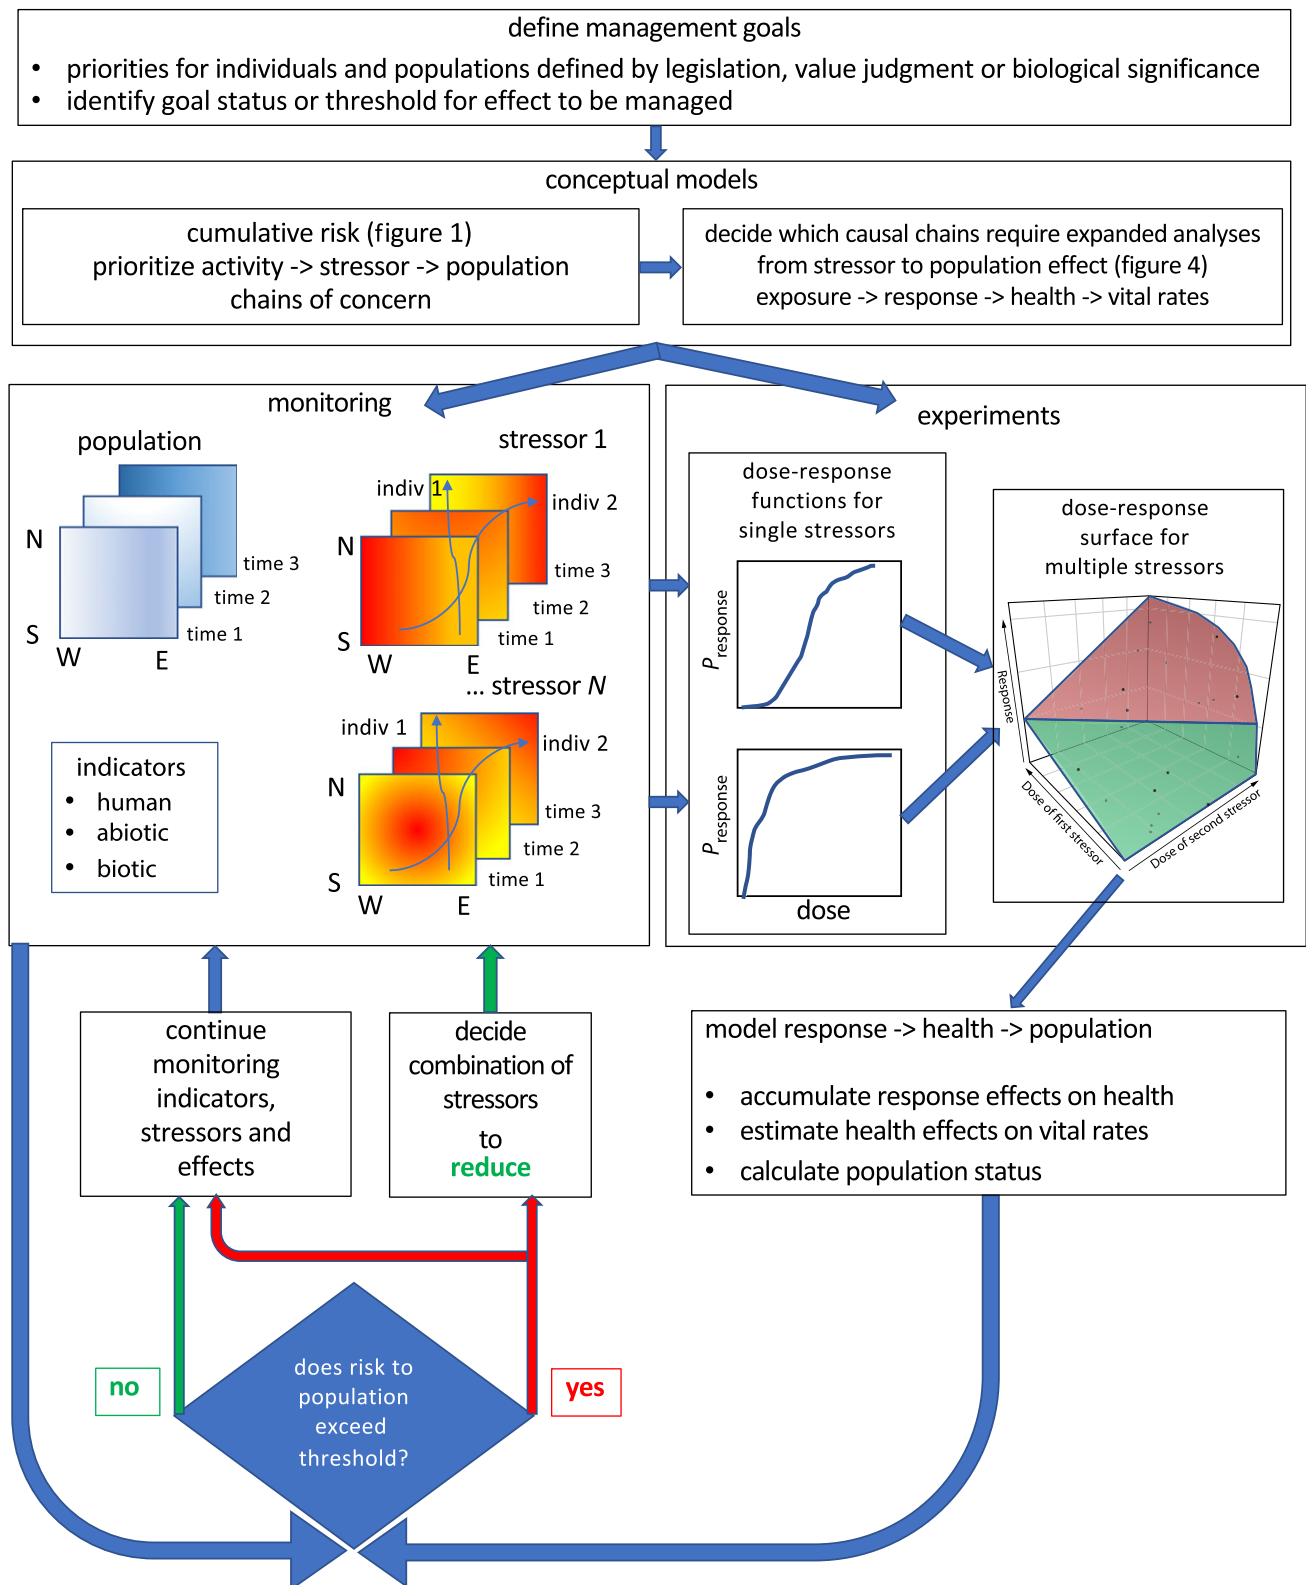 define management goals
• priorities for individuals and populations defined by legislation, value judgment or biological significance
• identify goal status or threshold for effect to be managed
conceptual models
cumulative risk (figure 1)
prioritize activity -> stressor -> population
chains of concern
decide which causal chains require expanded analyses
from stressor to population effect (figure 4)
exposure -> response -> health -> vital rates
monitoring
population
N
S
W
E
time 1
time 2
time 3
stressor 1
indiv 1
indiv 2
N
S
W
E
time 1
time 2
time 3
... stressor N
indiv 1
indiv 2
N
S
W
E
time 1
time 2
time 3
indicators
• human
• abiotic
• biotic
experiments
dose-response
functions for
single stressors
Presponse
Presponse
dose
dose-response
surface for
multiple stressors
Response
Dose of first stressor
Dose of second stressor
continue
monitoring
indicators,
stressors and
effects
decide
combination of
stressors
to
reduce
model response -> health -> population
• accumulate response effects on health
• estimate health effects on vital rates
• calculate population status
no
yes
does risk to
population
exceed
threshold?